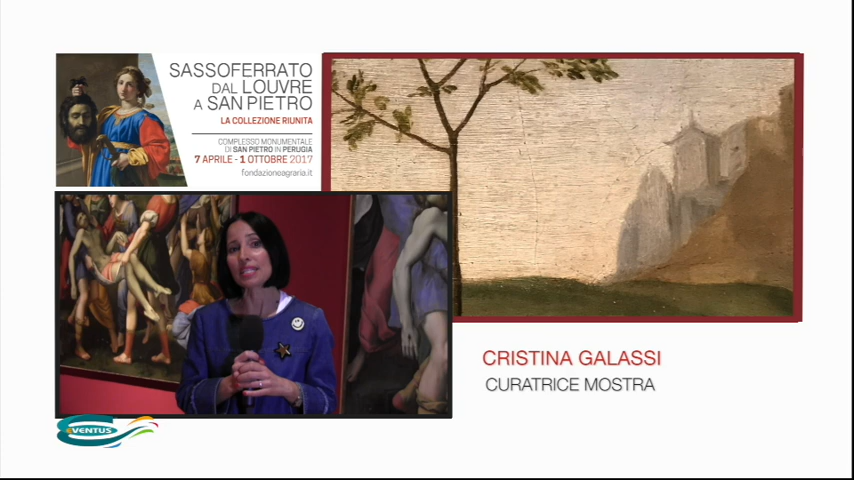 SASSOFERRATO
DAL LOUVRE
A SAN PIETRO
LA COLLEZIONE RIUNITA
COMPLESSO MONUMENTALE
DI SAN PIETRO IN PERUGIA
7 APRILE - 1 OTTOBRE 2017
fondazioneagraria.it
CRISTINA GALASSI
CURATRICE MOSTRA
EVENTUS